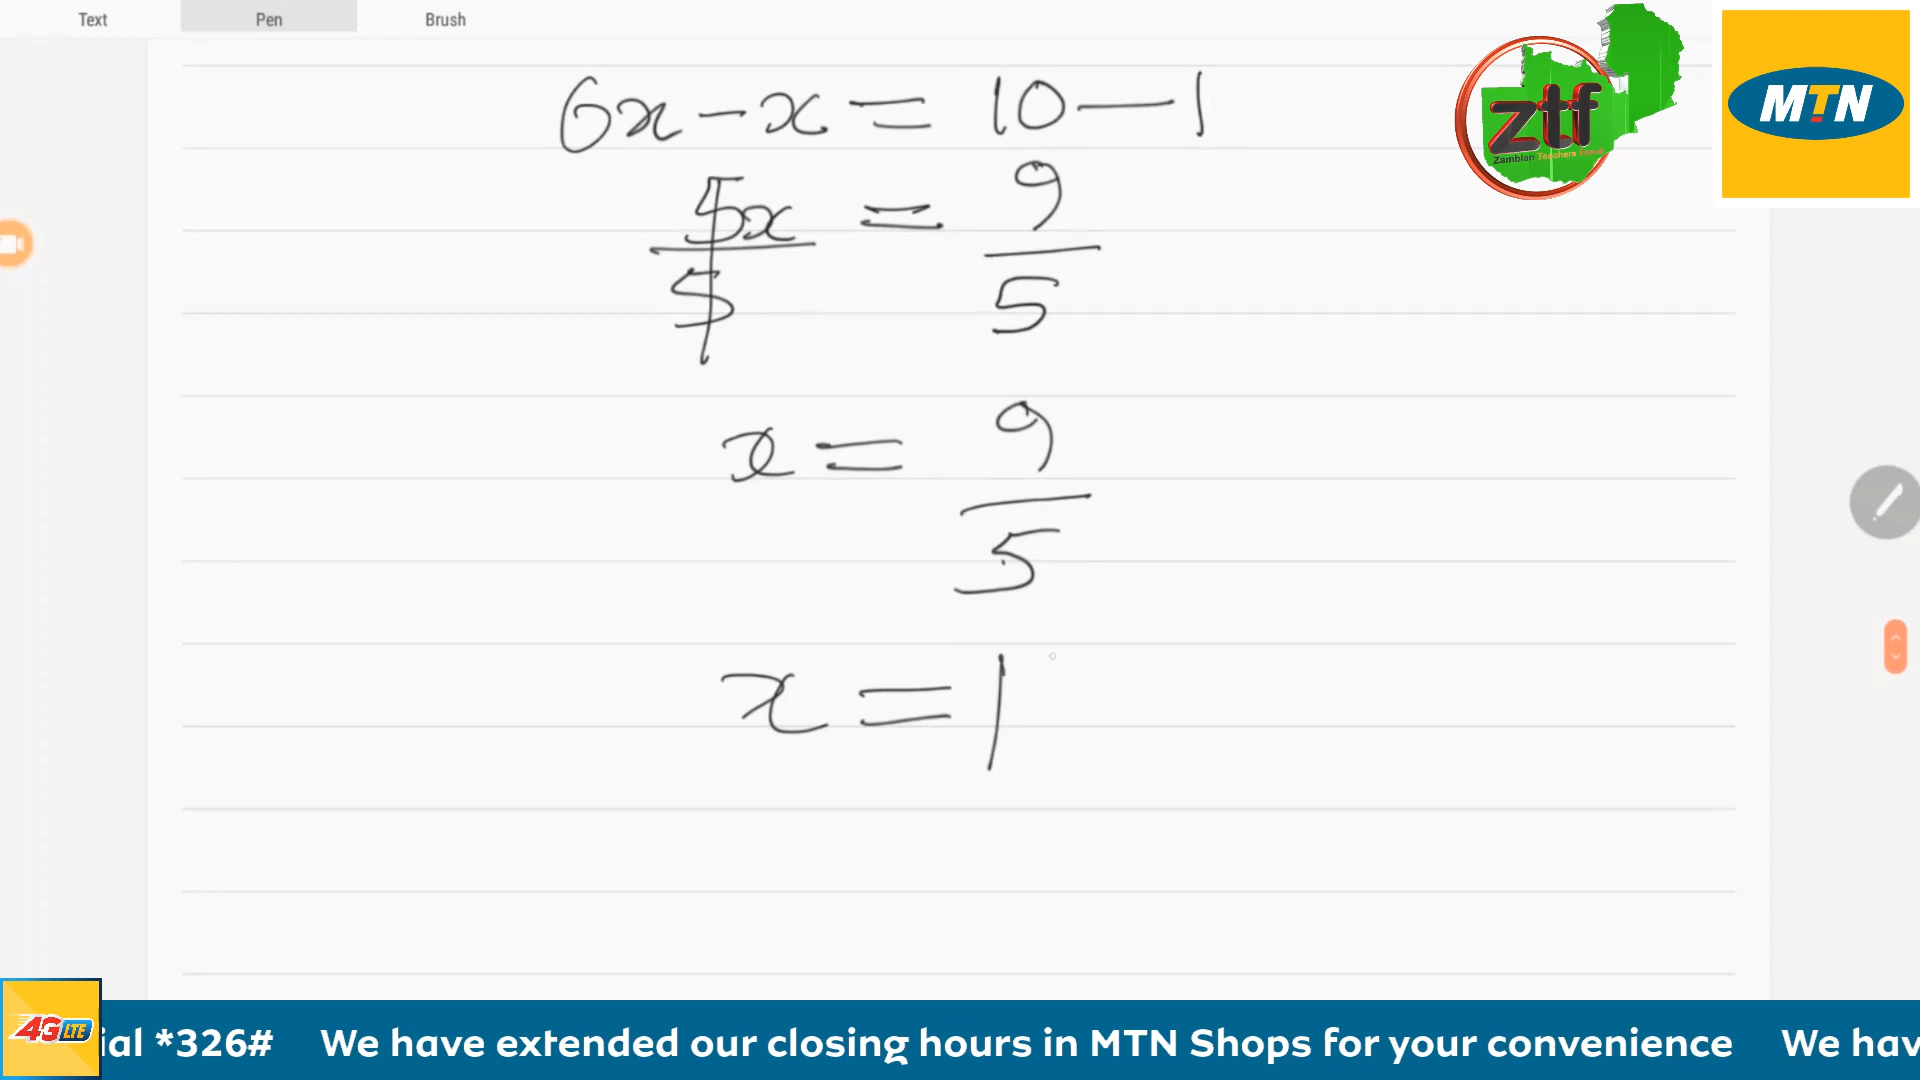 Text Pen Brush
6x - x = 10 - 1
5x/5 = 9/5
x = 9/5
x = 1
ztf
Zambian Teachers
MTN
4G LTE
ial *326# We have extended our closing hours in MTN Shops for your convenience We hav